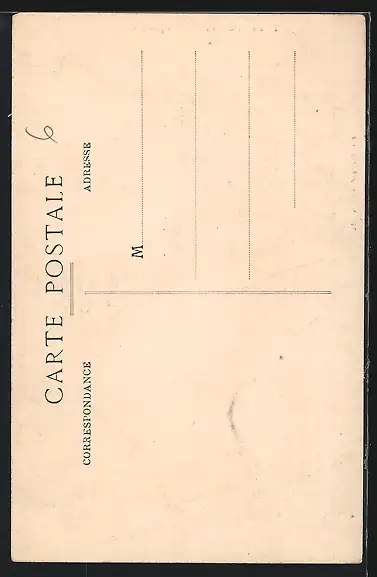 CARTE POSTALE
CORRESPONDANCE
ADRESSE
M
6